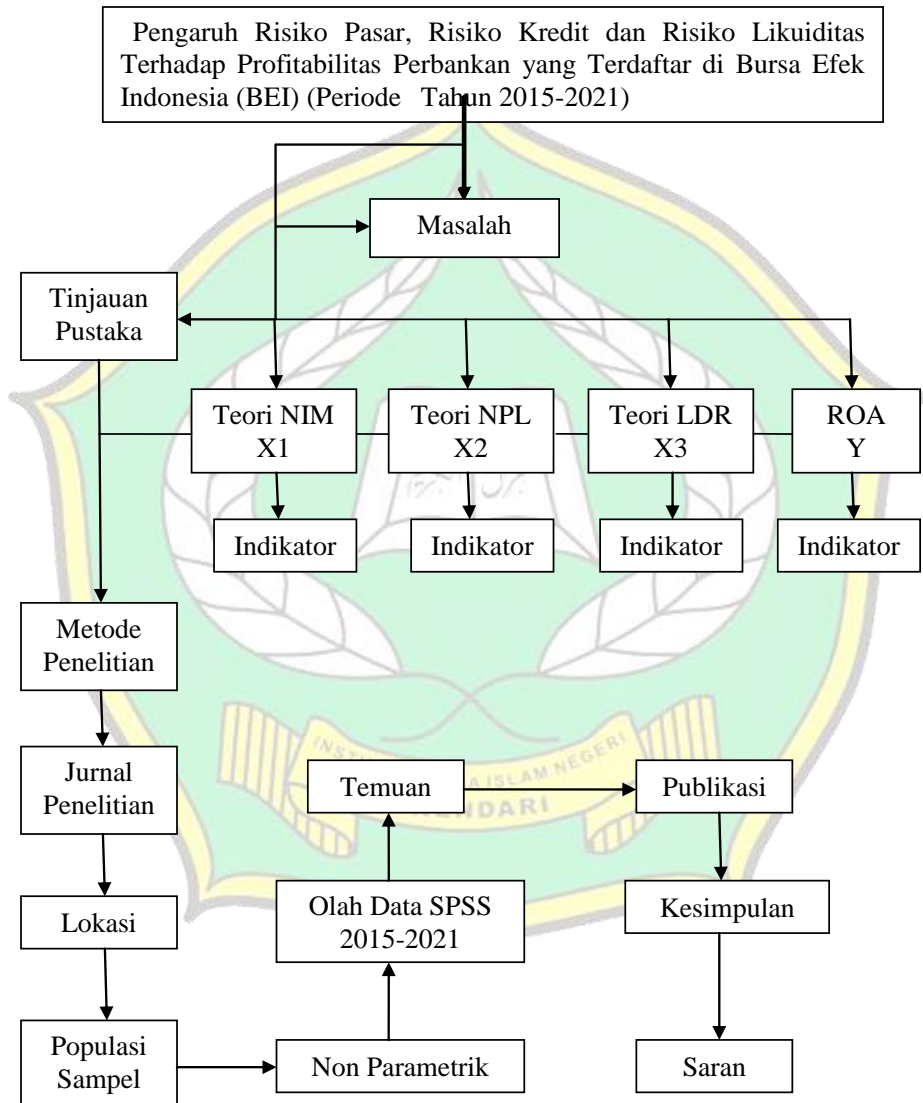 Pengaruh Risiko Pasar, Risiko Kredit dan Risiko Likuiditas
Terhadap Profitabilitas Perbankan yang Terdaftar di Bursa Efek
Indonesia (BEI) (Periode Tahun 2015-2021)
Masalah
Tinjauan
Pustaka
Teori NIM
X1
Teori NPL
X2
Teori LDR
X3
ROA
Y
Indikator
Indikator
Indikator
Indikator
Metode
Penelitian
Jurnal
Penelitian
Temuan
Publikasi
ISLAM NEGERI
KENDARI
Lokasi
Olah Data SPSS
2015-2021
Kesimpulan
Populasi
Sampel
Non Parametrik
Saran